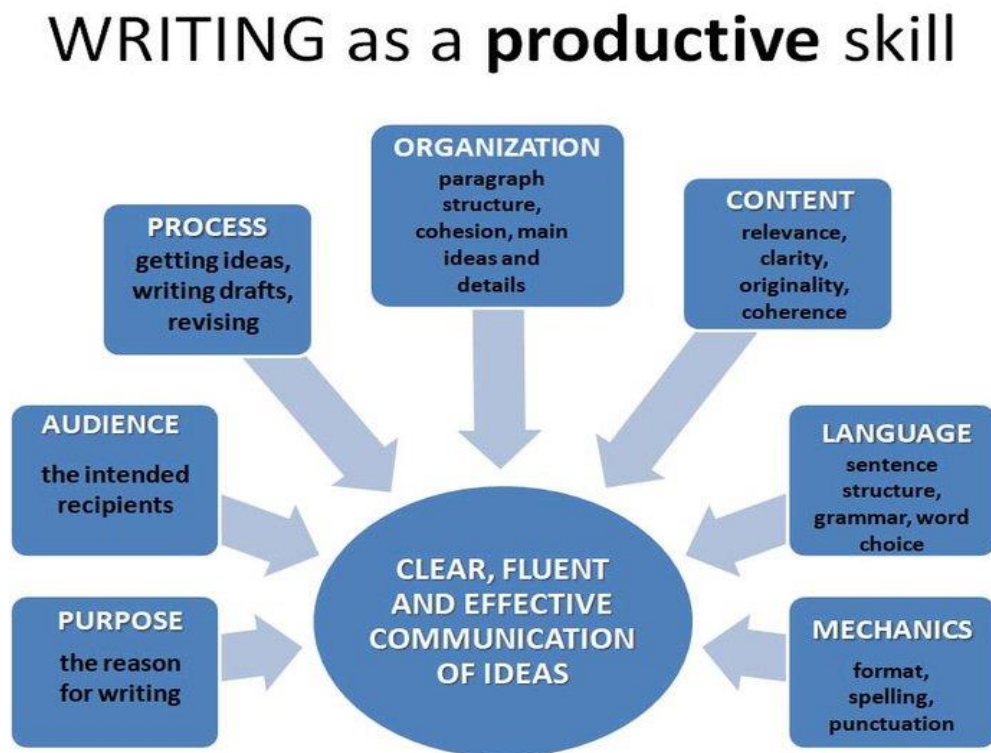 WRITING as a productive skill
PURPOSE
the reason
for writing
AUDIENCE
the intended
recipients
PROCESS
getting ideas,
writing drafts,
revising
ORGANIZATION
paragraph
structure,
cohesion, main
ideas and
details
CONTENT
relevance,
clarity,
originality,
coherence
LANGUAGE
sentence
structure,
grammar, word
choice
MECHANICS
format,
spelling,
punctuation
CLEAR, FLUENT
AND EFFECTIVE
COMMUNICATION
OF IDEAS